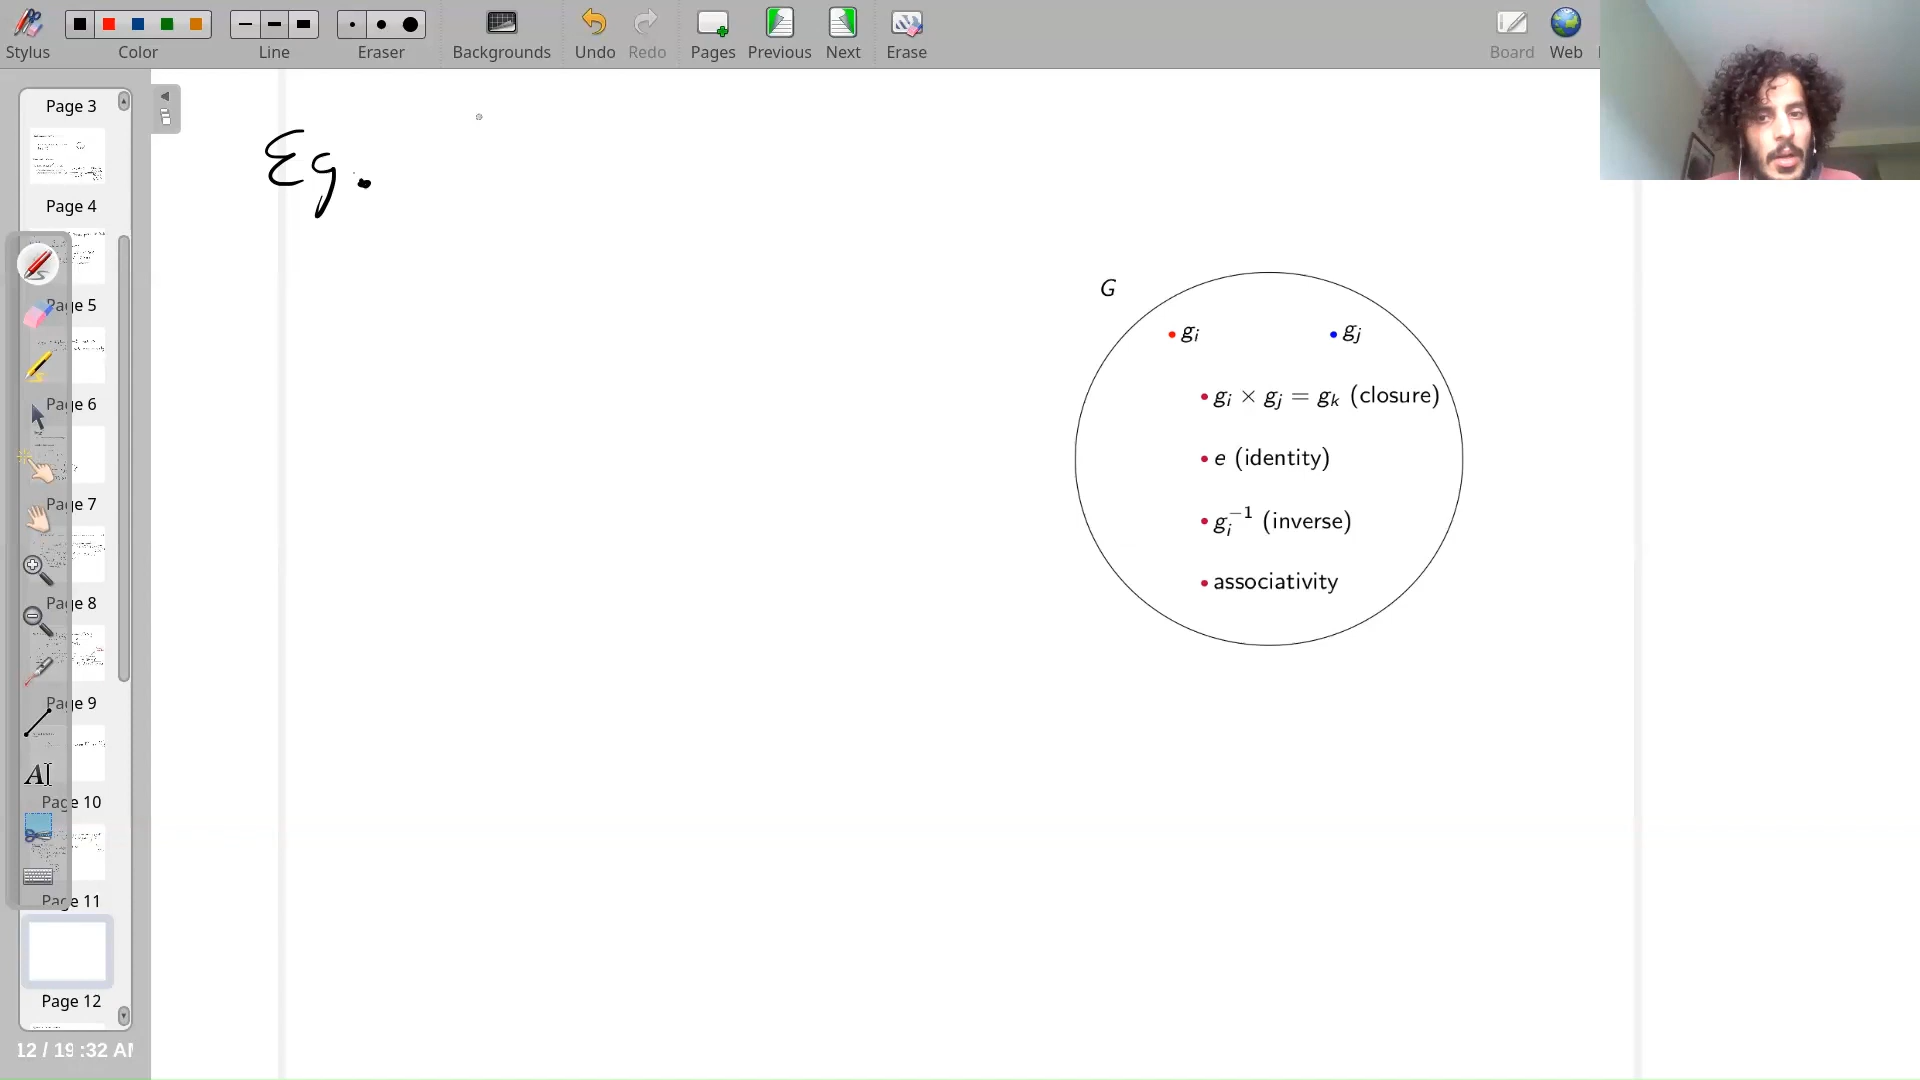 Stylus Color Line Eraser Backgrounds Undo Redo Pages Previous Next Erase Board Web
Page 3
Page 4
Page 5
Page 6
Page 7
Page 8
Page 9
Page 10
Page 11
Page 12
12 / 19
Eg.
G
g_i g_j
g_i × g_j = g_k (closure)
e (identity)
g_i^{-1} (inverse)
associativity